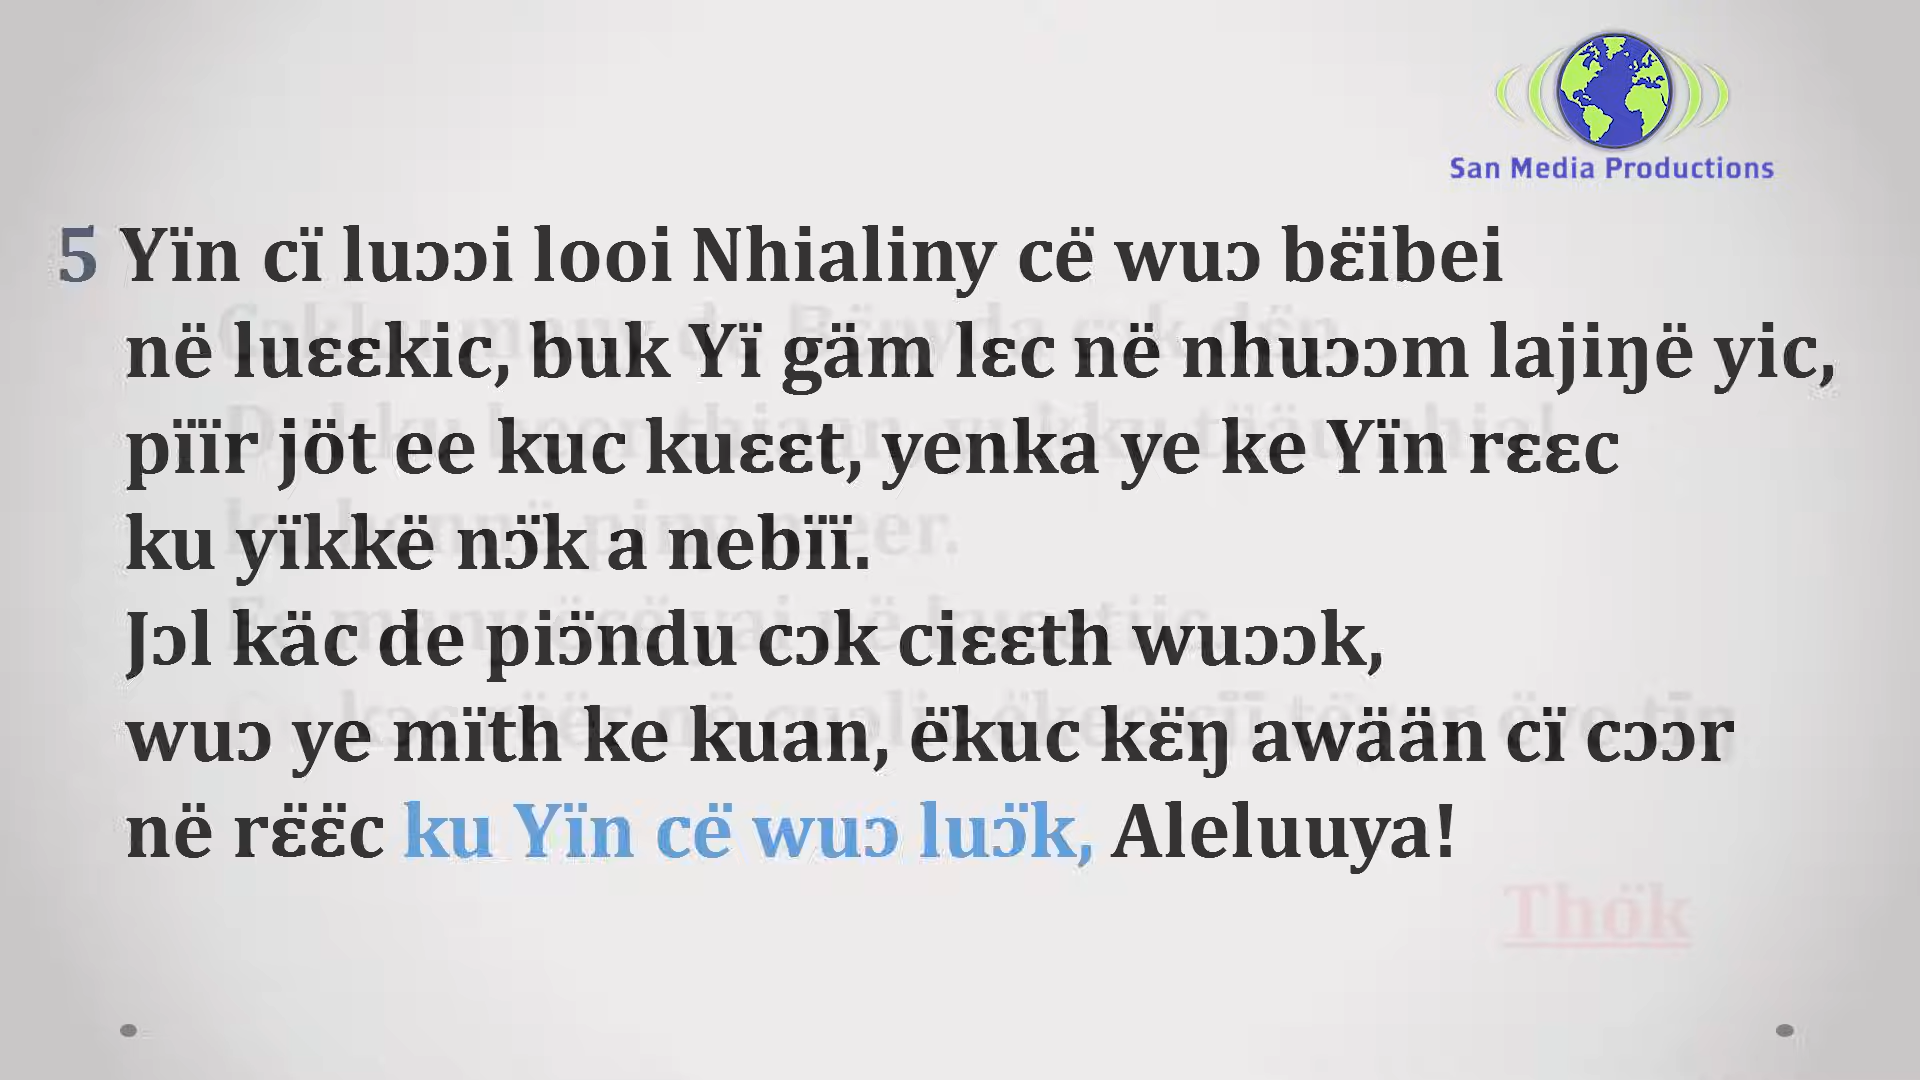 San Media Productions
5 Yïn cï luɔɔi looi Nhialiny cë wuɔ bɛ̈ibei
në luɛɛkic, buk Yï gäm lɛc në nhuɔɔm lajiŋë yic,
pïïr jöt ee kuc kuɛɛt, yenka ye ke Yïn rɛɛc
ku yïkkë nɔ̈k a nebïï.
Jɔl käc de piɔ̈ndu cɔk ciɛɛth wuɔɔk,
wuɔ ye mïth ke kuan, ëkuc kɛ̈ŋ awään cï cɔɔr
në rɛ̈ɛ̈c ku Yïn cë wuɔ luɔ̈k, Aleluuya!
Thök